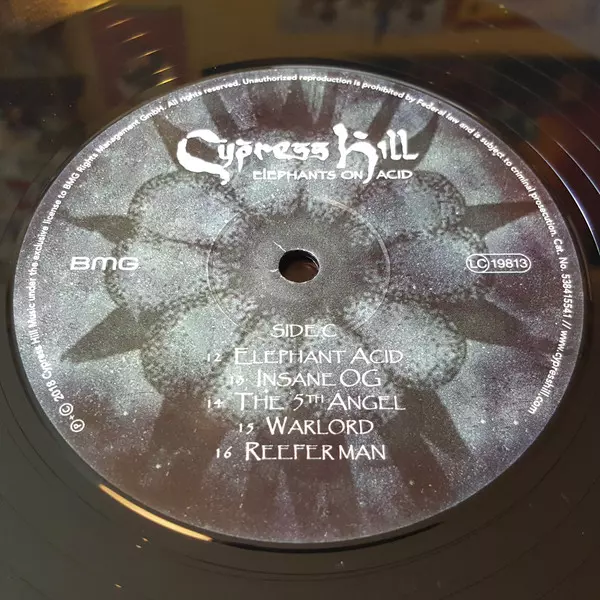 Cypress Hill
ELEPHANTS ON ACID
BMG
LC 19813
SIDE C
12 ELEPHANT ACID
13 INSANE OG
14 THE 5TH ANGEL
15 WARLORD
16 REEFER MAN
℗+© 2018 Cypress Hill Music under the exclusive license to BMG Rights Management GmbH. All rights reserved. Unauthorized reproduction is prohibited by Federal law and is subject to criminal prosecution. Cat. No. 538415541 // www.cypresshill.com